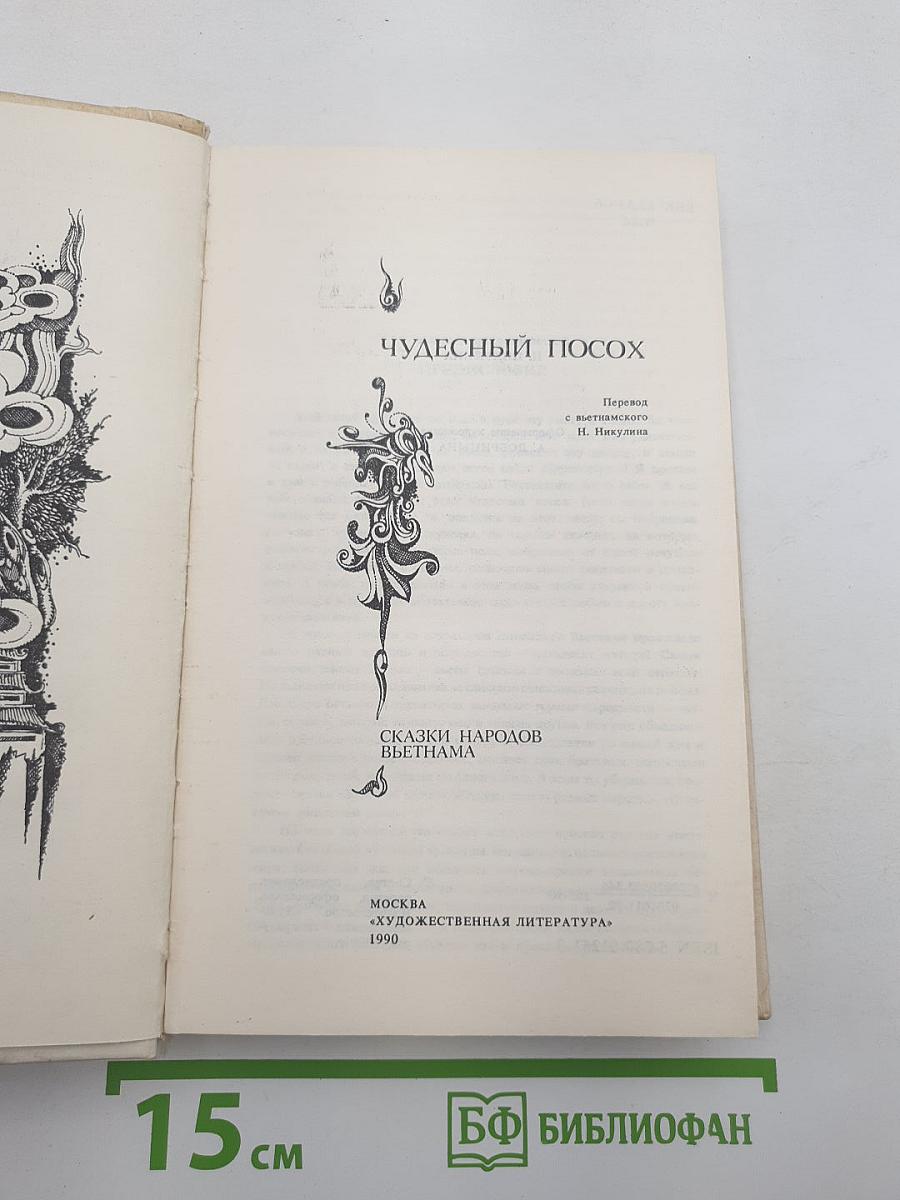 ЧУДЕСНЫЙ ПОСОХ
Перевод
с вьетнамского
Н. Никулина
СКАЗКИ НАРОДОВ
ВЬЕТНАМА
МОСКВА
«ХУДОЖЕСТВЕННАЯ ЛИТЕРАТУРА»
1990
15 см
БФ БИБЛИОФАН